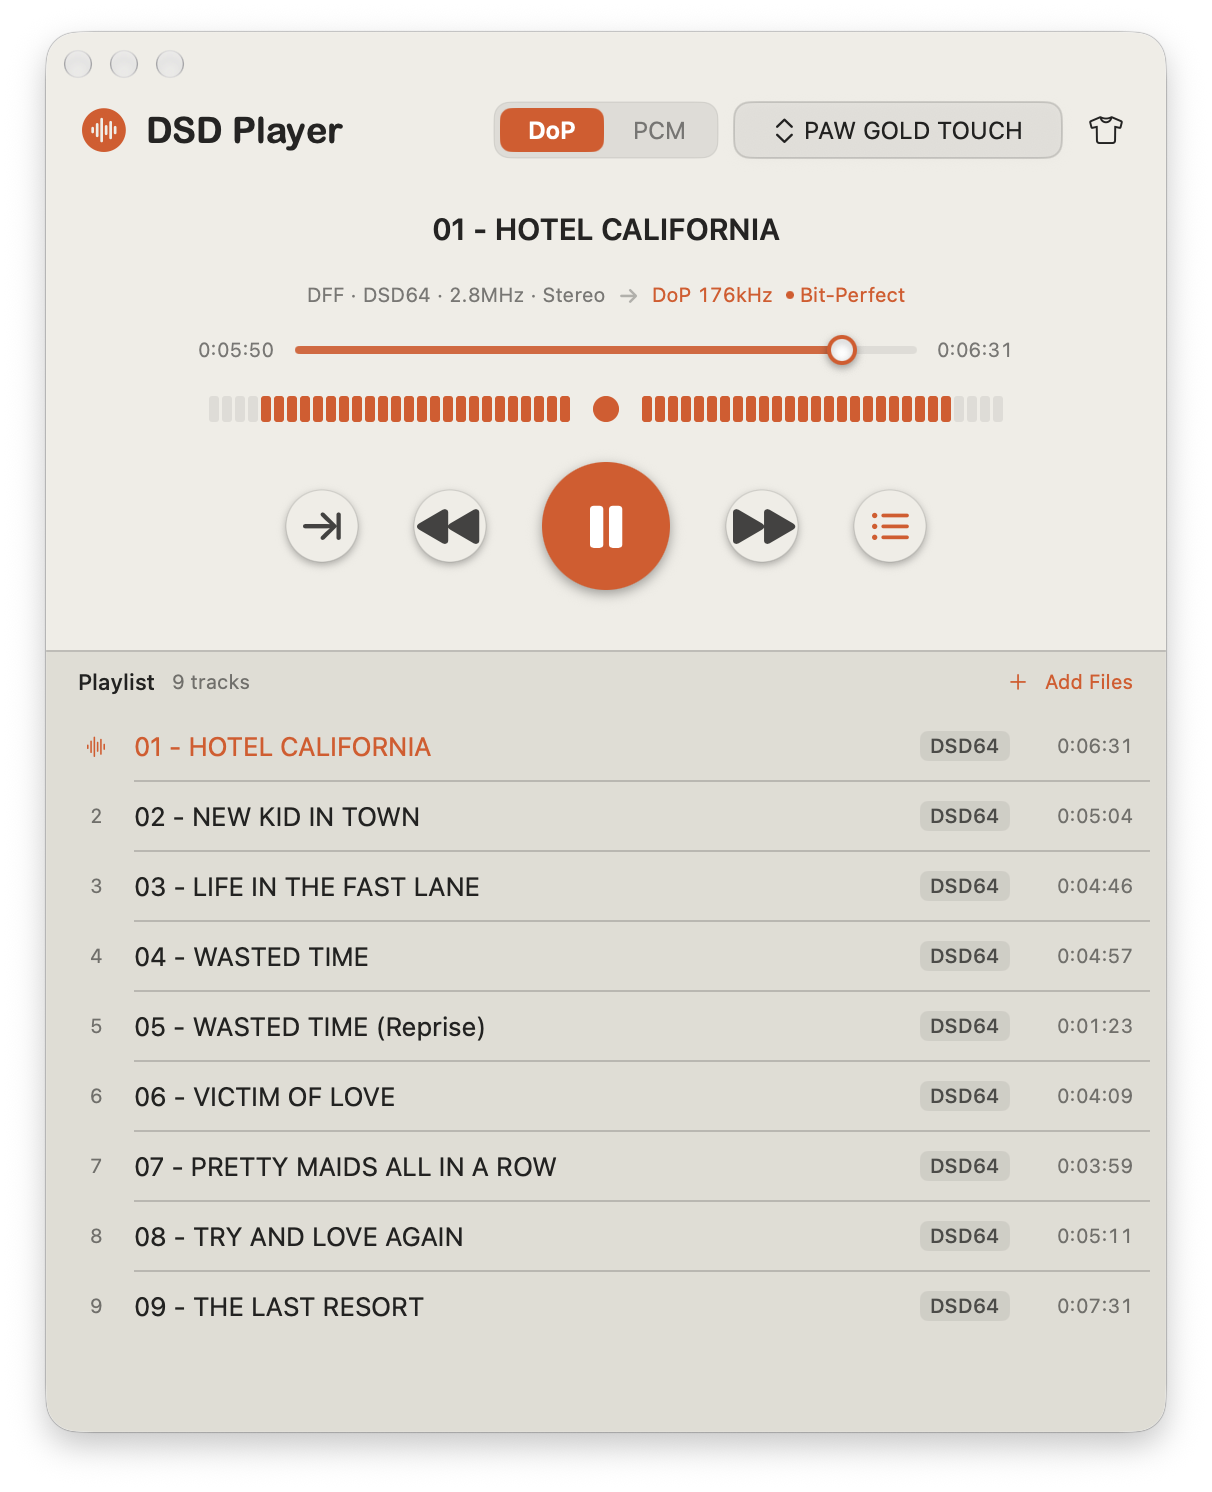 DSD Player
DoP PCM PAW GOLD TOUCH
01 - HOTEL CALIFORNIA
DFF · DSD64 · 2.8MHz · Stereo → DoP 176kHz • Bit-Perfect
0:05:50 0:06:31
Playlist 9 tracks + Add Files
01 - HOTEL CALIFORNIA DSD64 0:06:31
2 02 - NEW KID IN TOWN DSD64 0:05:04
3 03 - LIFE IN THE FAST LANE DSD64 0:04:46
4 04 - WASTED TIME DSD64 0:04:57
5 05 - WASTED TIME (Reprise) DSD64 0:01:23
6 06 - VICTIM OF LOVE DSD64 0:04:09
7 07 - PRETTY MAIDS ALL IN A ROW DSD64 0:03:59
8 08 - TRY AND LOVE AGAIN DSD64 0:05:11
9 09 - THE LAST RESORT DSD64 0:07:31